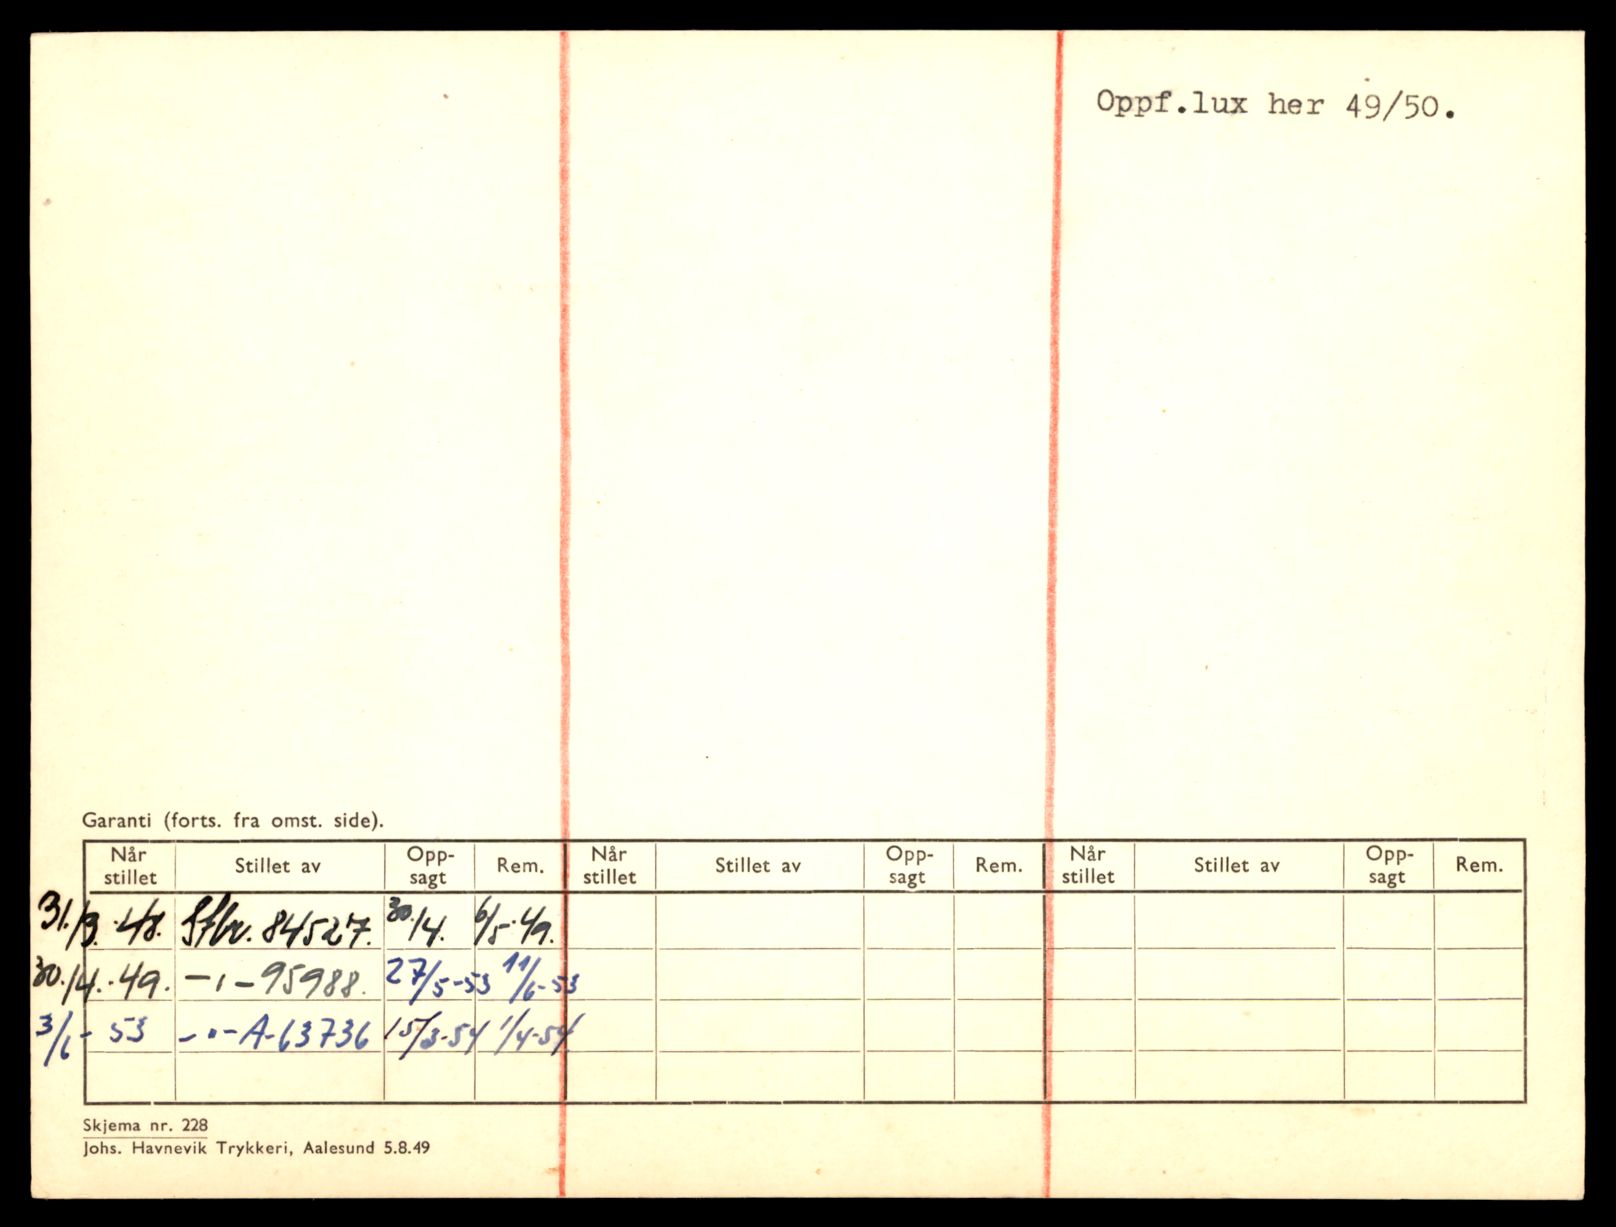 Oppf.lux her 49/50.
Garanti (forts. fra omst. side).
Når stillet Stillet av Opp- sagt Rem. Når stillet Stillet av Opp- sagt Rem. Når stillet Stillet av Opp- sagt Rem.
31./3. 48. Stbr. 84527. 30./4. 6/5. 49.
30./4. 49. — ı — 95988. 27/5-53 11/6-53
3/6 - 53 — " — A-63736 15/3-54 1/4-54
Skjema nr. 228
Johs. Havnevik Trykkeri, Aalesund 5.8.49